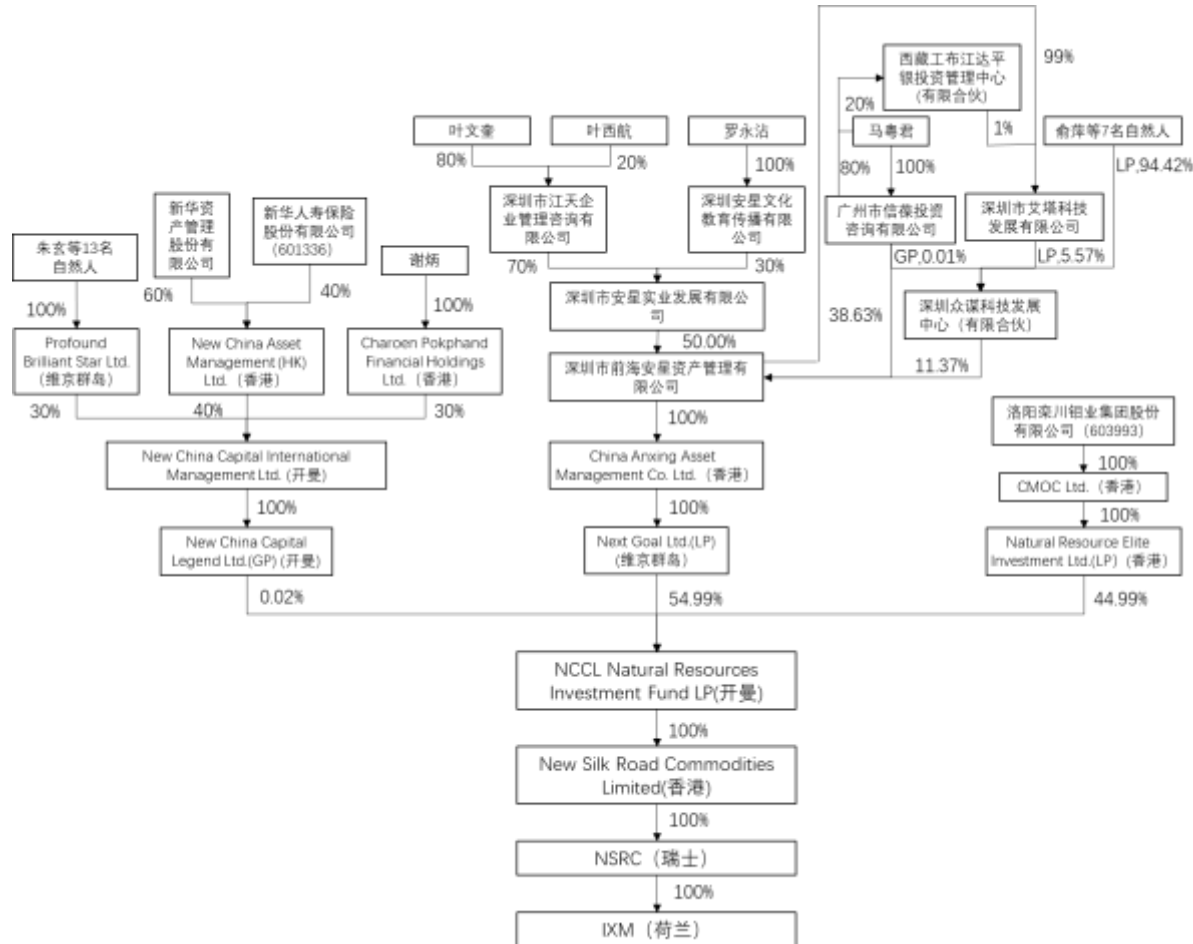 西藏工布江达平
银投资管理中心
(有限合伙)
99%
20%
1%
叶文奎
叶西航
罗永沾
马粤君
俞萍等7名自然人
80%
20%
100%
80%
100%
LP,94.42%
新华资
产管理
股份有
限公司
新华人寿保险
股份有限公司
(601336)
深圳市江天企
业管理咨询有
限公司
深圳安星文化
教育传播有限
公司
广州市信葆投资
咨询有限公司
深圳市艾塔科技
发展有限公司
朱玄等13名
自然人
谢炳
GP,0.01%
LP,5.57%
60%
40%
70%
30%
100%
100%
深圳市安星实业发展有限公
司
38.63%
深圳众谋科技发展
中心（有限合伙)
50.00%
Profound
Brilliant Star Ltd.
(维京群岛)
New China Asset
Management(HK)
Ltd.（香港）
Charoen Pokphand
Financial Holdings
Ltd.（香港）
深圳市前海安星资产管理有
限公司
11.37%
30%
40%
30%
100%
洛阳栾川钼业集团股份
有限公司（603993）
New China Capital International
Management Ltd. (开曼)
China Anxing Asset
Management Co. Ltd.（香港）
100%
CMOC Ltd.（香港）
100%
100%
100%
New China Capital
Legend Ltd.(GP) (开曼)
Next Goal Ltd.(LP)
(维京群岛)
Natural Resource Elite
Investment Ltd.(LP)（香港）
0.02%
54.99%
44.99%
NCCL Natural Resources
Investment Fund LP(开曼)
100%
New Silk Road Commodities
Limited(香港)
100%
NSRC（瑞士）
100%
IXM（荷兰）